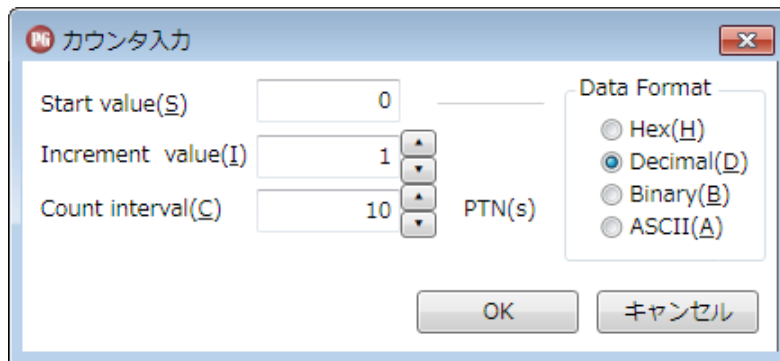 PG カウンタ入力
Start value(S) 0
Increment value(I) 1
Count interval(C) 10 PTN(s)
Data Format
Hex(H)
Decimal(D)
Binary(B)
ASCII(A)
OK キャンセル